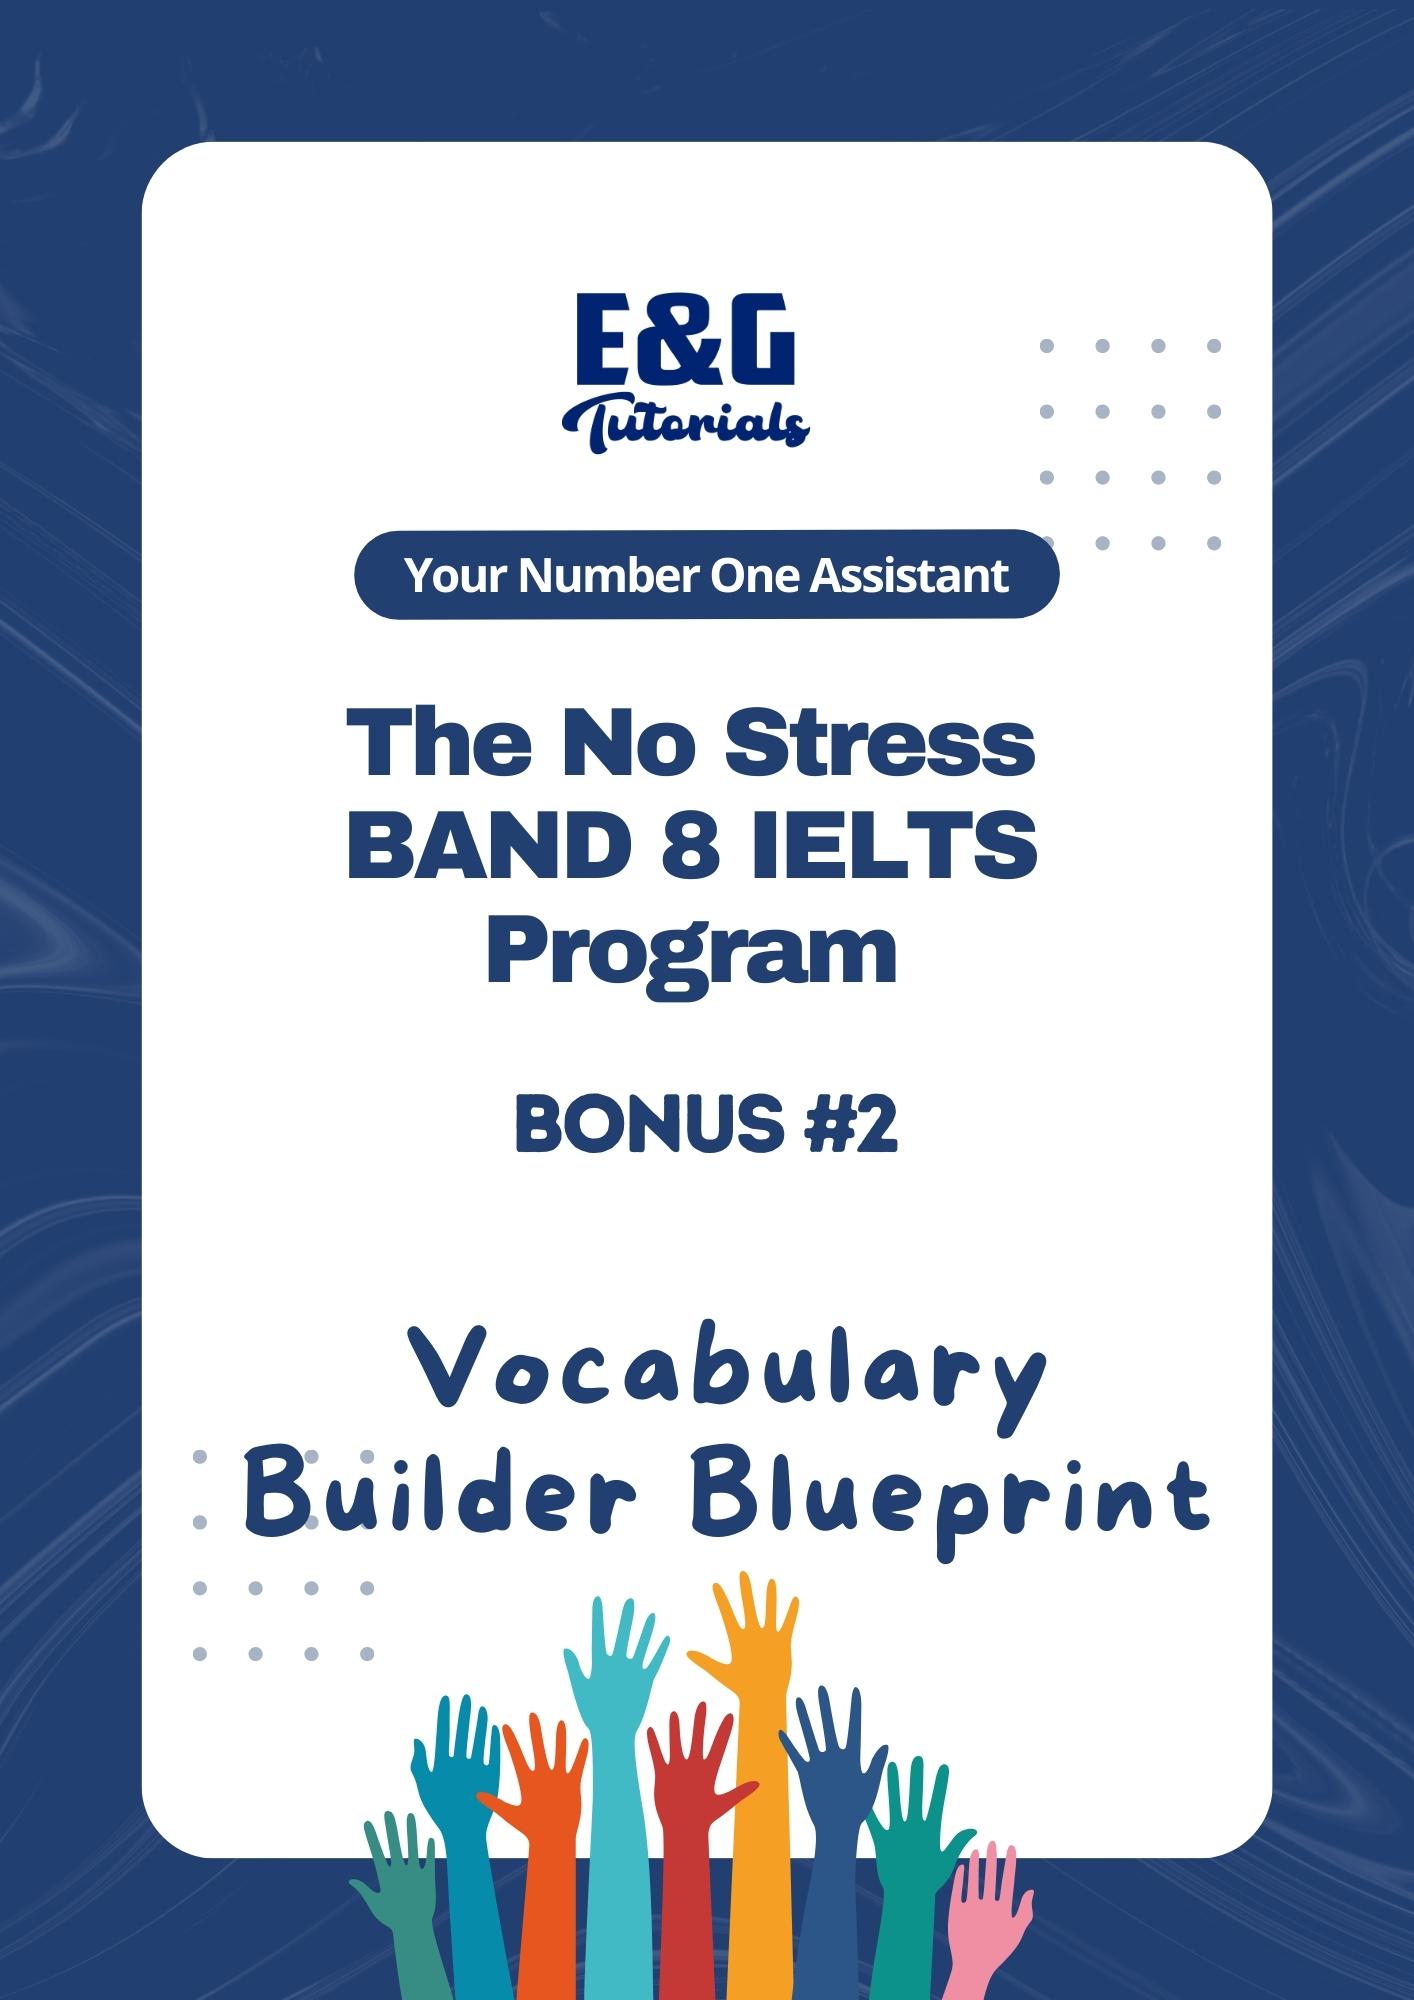 E&G
Tutorials
Your Number One Assistant
The No Stress
BAND 8 IELTS
Program
BONUS #2
Vocabulary
Builder Blueprint